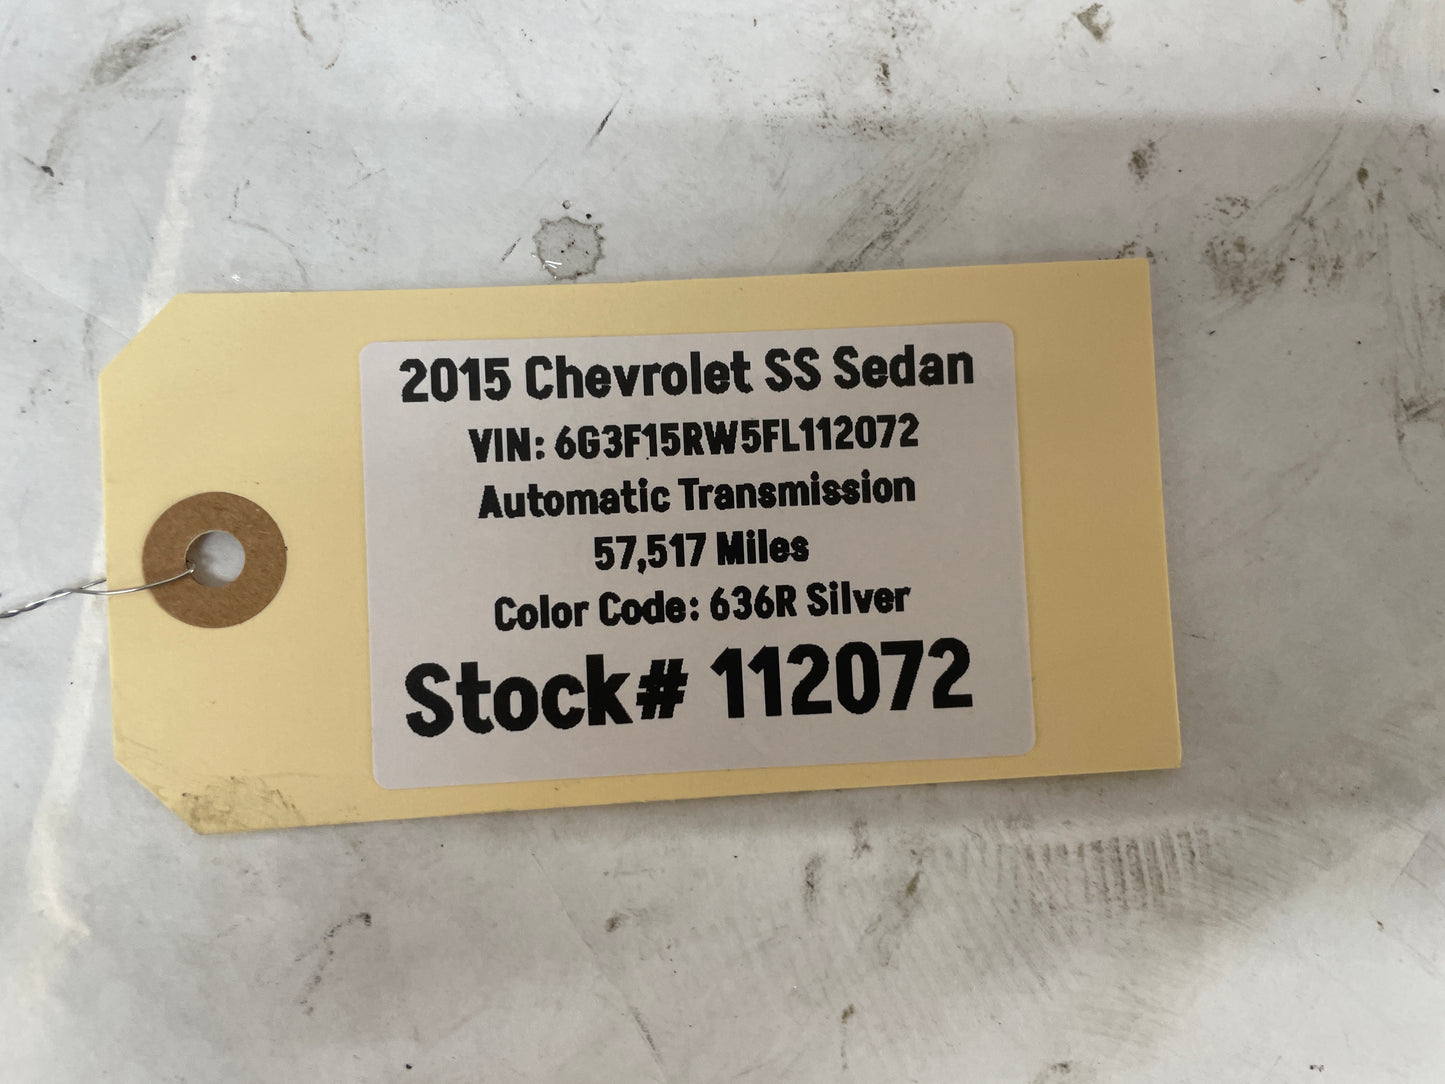 2015 Chevrolet SS Sedan
VIN: 6G3F15RW5FL112072
Automatic Transmission
57,517 Miles
Color Code: 636R Silver
Stock# 112072